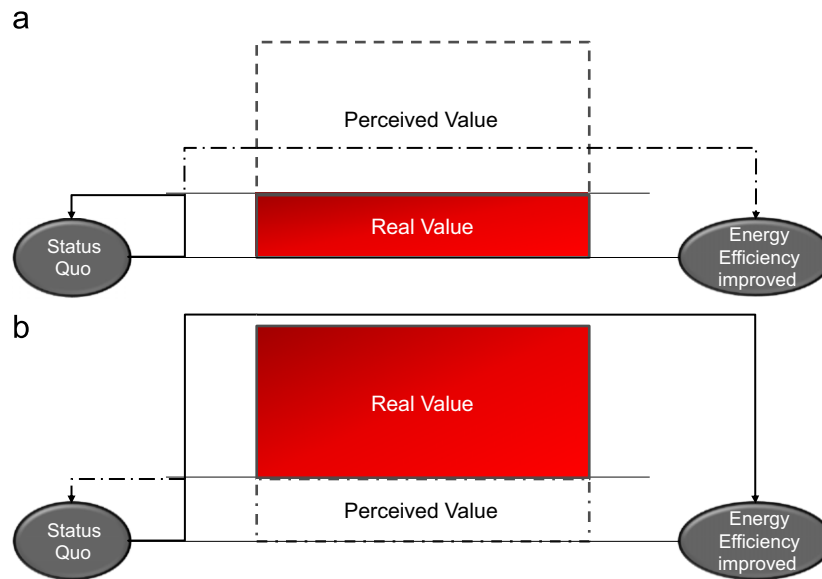 a
Perceived Value
Real Value
Status
Quo
Energy
Efficiency
improved
b
Real Value
Perceived Value
Status
Quo
Energy
Efficiency
improved